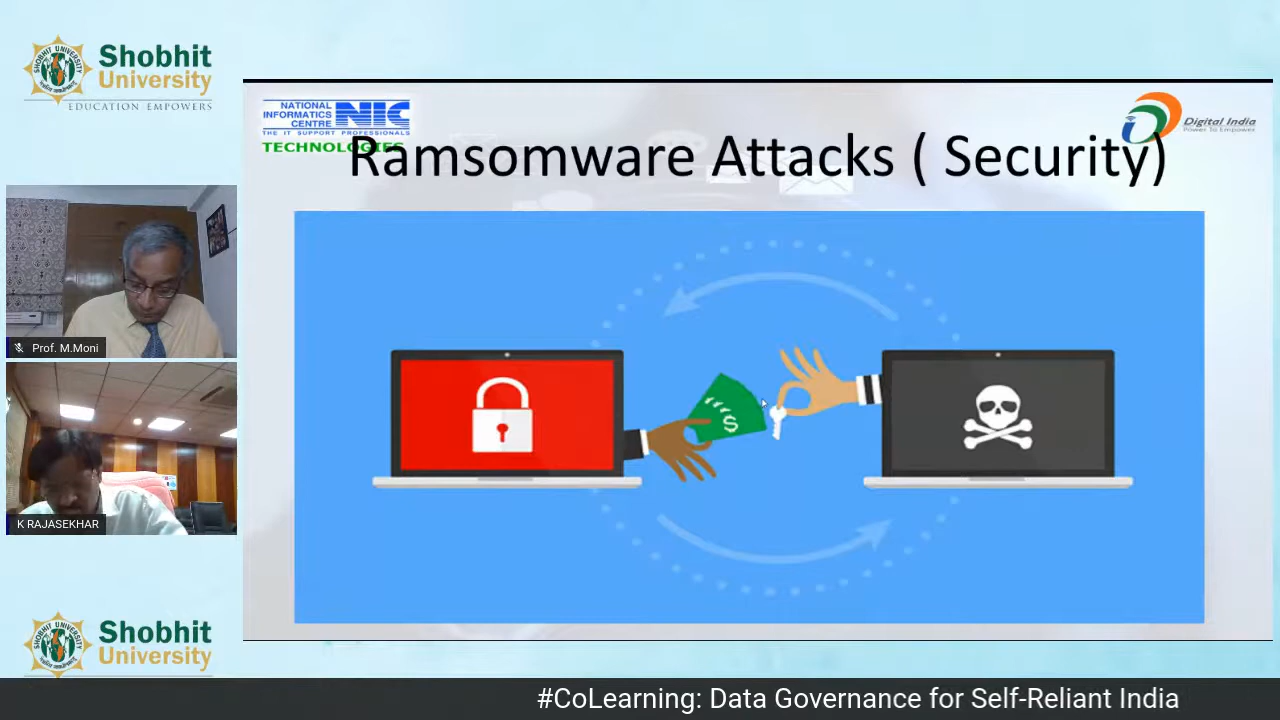 Shobhit
University
EDUCATION EMPOWERS
NATIONAL
INFORMATICS
CENTRE
NIC
THE IT SUPPORT PROFESSIONALS
TECHNOLOGIES
Digital India
Power To Empower
Ramsomware Attacks ( Security)
$
Prof. M.Moni
K RAJASEKHAR
Shobhit
University
#CoLearning: Data Governance for Self-Reliant India